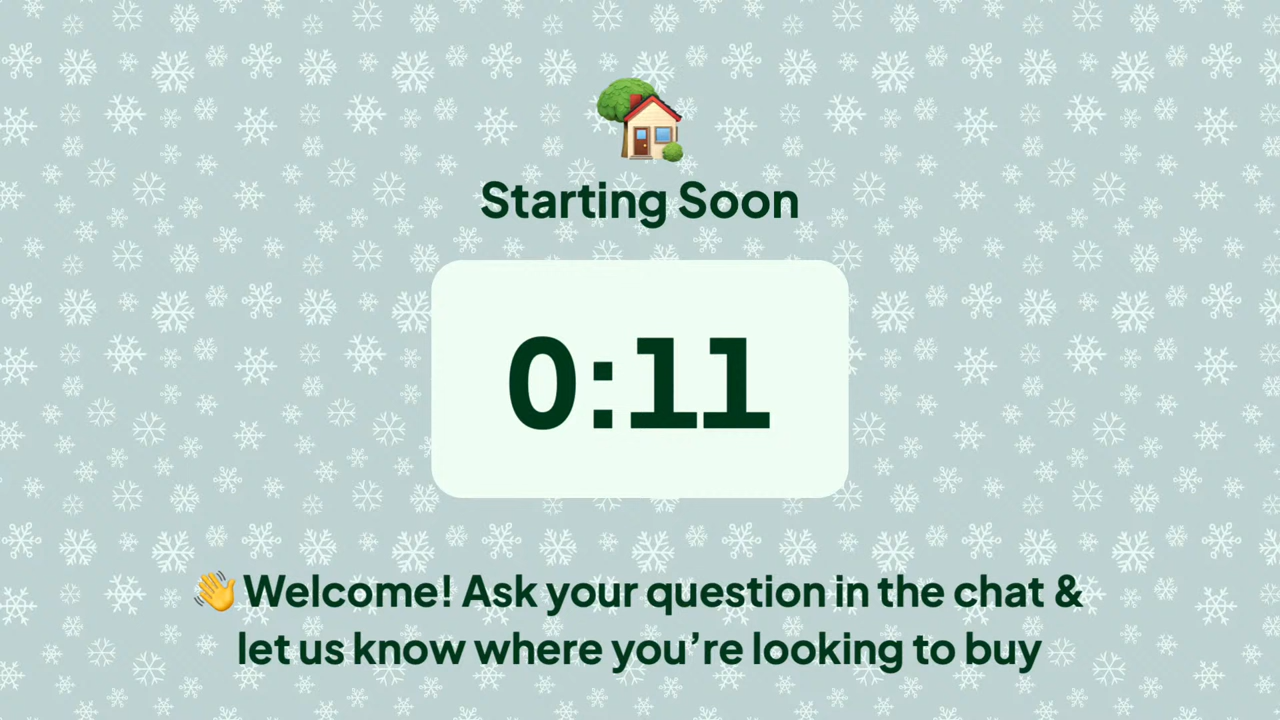 Starting Soon
0:11
👋 Welcome! Ask your question in the chat &
let us know where you’re looking to buy